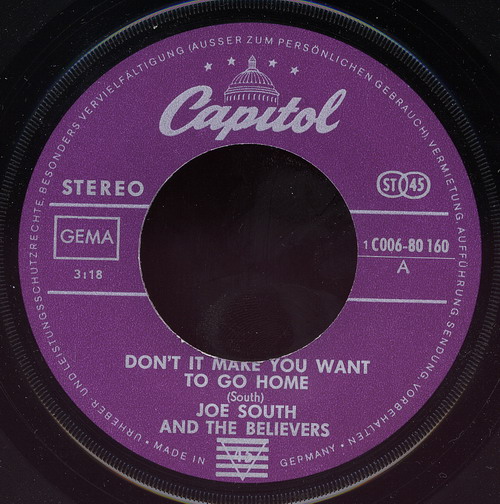 URHEBER- UND LEISTUNGSSCHUTZRECHTE, BESONDERS VERVIELFÄLTIGUNG (AUSSER ZUM PERSÖNLICHEN GEBRAUCH), VERMIETUNG, AUFFÜHRUNG, SENDUNG, VORBEHALTEN
Capitol
STEREO
ST 45
GEMA
1 C006-80 160
3:18
A
DON'T IT MAKE YOU WANT
TO GO HOME
(South)
JOE SOUTH
AND THE BELIEVERS
45
• MADE IN GERMANY •